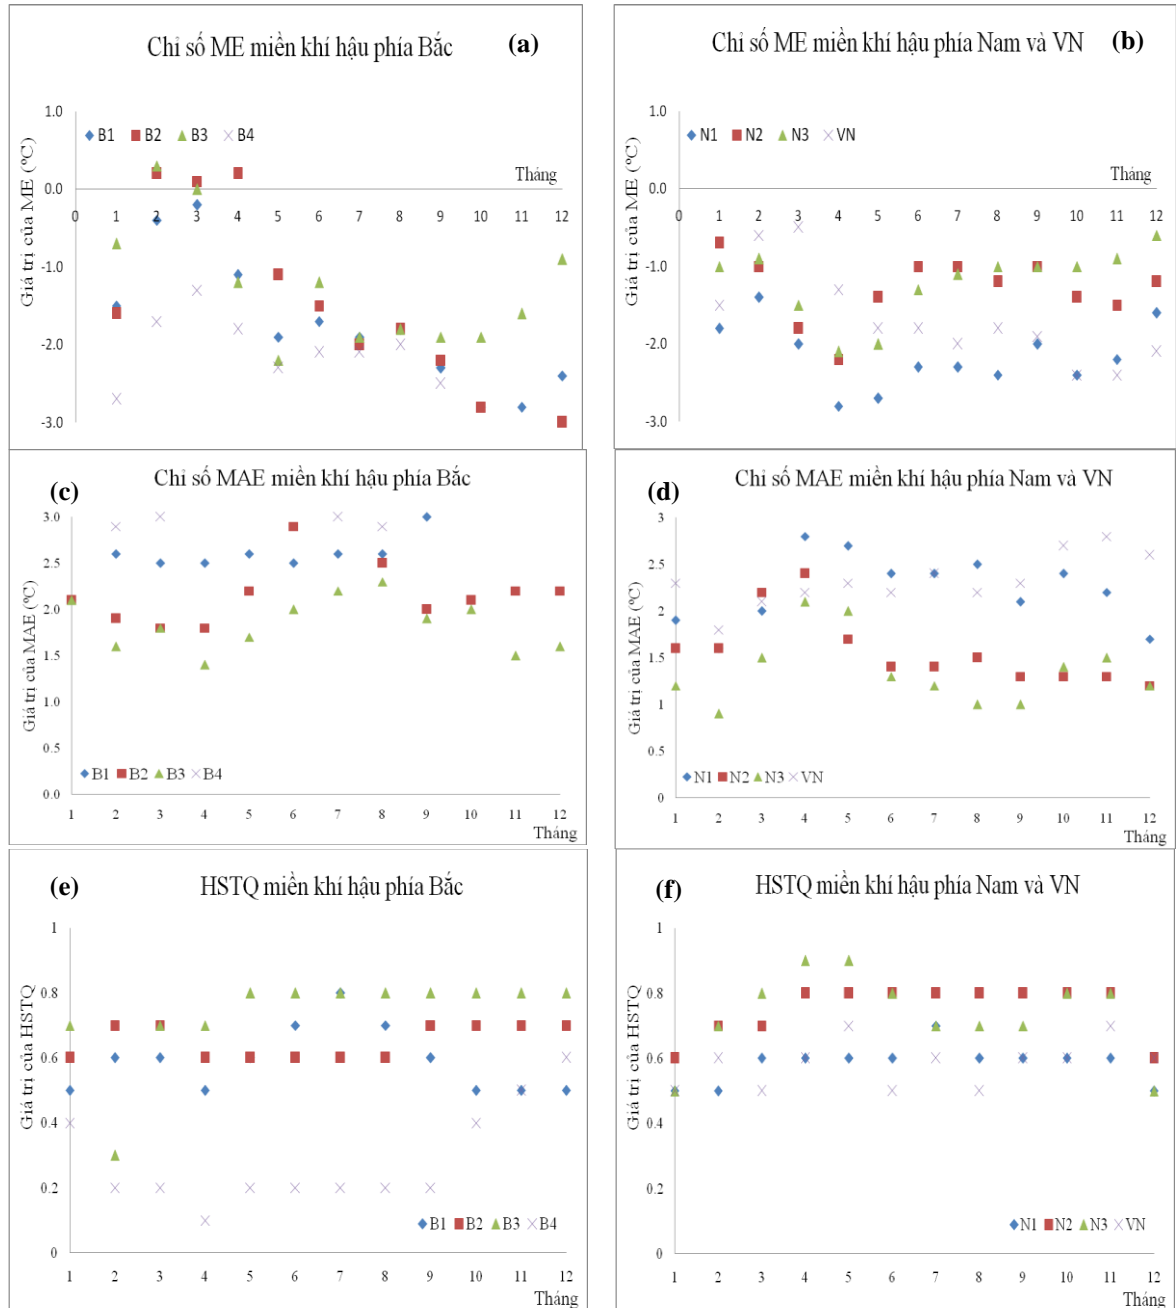 Chỉ số ME miền khí hậu phía Bắc (a)
1.0
B1 B2 B3 B4
Tháng
0.0
0 1 2 3 4 5 6 7 8 9 10 11 12
-1.0
-2.0
-3.0
Giá trị của ME (ºC)
Chỉ số ME miền khí hậu phía Nam và VN (b)
1.0
N1 N2 N3 VN
Tháng
0.0
0 1 2 3 4 5 6 7 8 9 10 11 12
-1.0
-2.0
-3.0
Giá trị của ME (ºC)
(c) Chỉ số MAE miền khí hậu phía Bắc
3.0
2.5
2.0
1.5
1.0
0.5
0.0
Giá trị của MAE (ºC)
B1 B2 B3 B4
1 2 3 4 5 6 7 8 9 10 11 12
Tháng
(d) Chỉ số MAE miền khí hậu phía Nam và VN
3
2.5
2
1.5
1
0.5
0
Giá trị của MAE (ºC)
N1 N2 N3 VN
1 2 3 4 5 6 7 8 9 10 11 12
Tháng
(e) HSTQ miền khí hậu phía Bắc
1
0.8
0.6
0.4
0.2
0
Giá trị của HSTQ
B1 B2 B3 B4
1 2 3 4 5 6 7 8 9 10 11 12
Tháng
(f) HSTQ miền khí hậu phía Nam và VN
1
0.8
0.6
0.4
0.2
0
Giá trị của HSTQ
N1 N2 N3 VN
1 2 3 4 5 6 7 8 9 10 11 12
Tháng